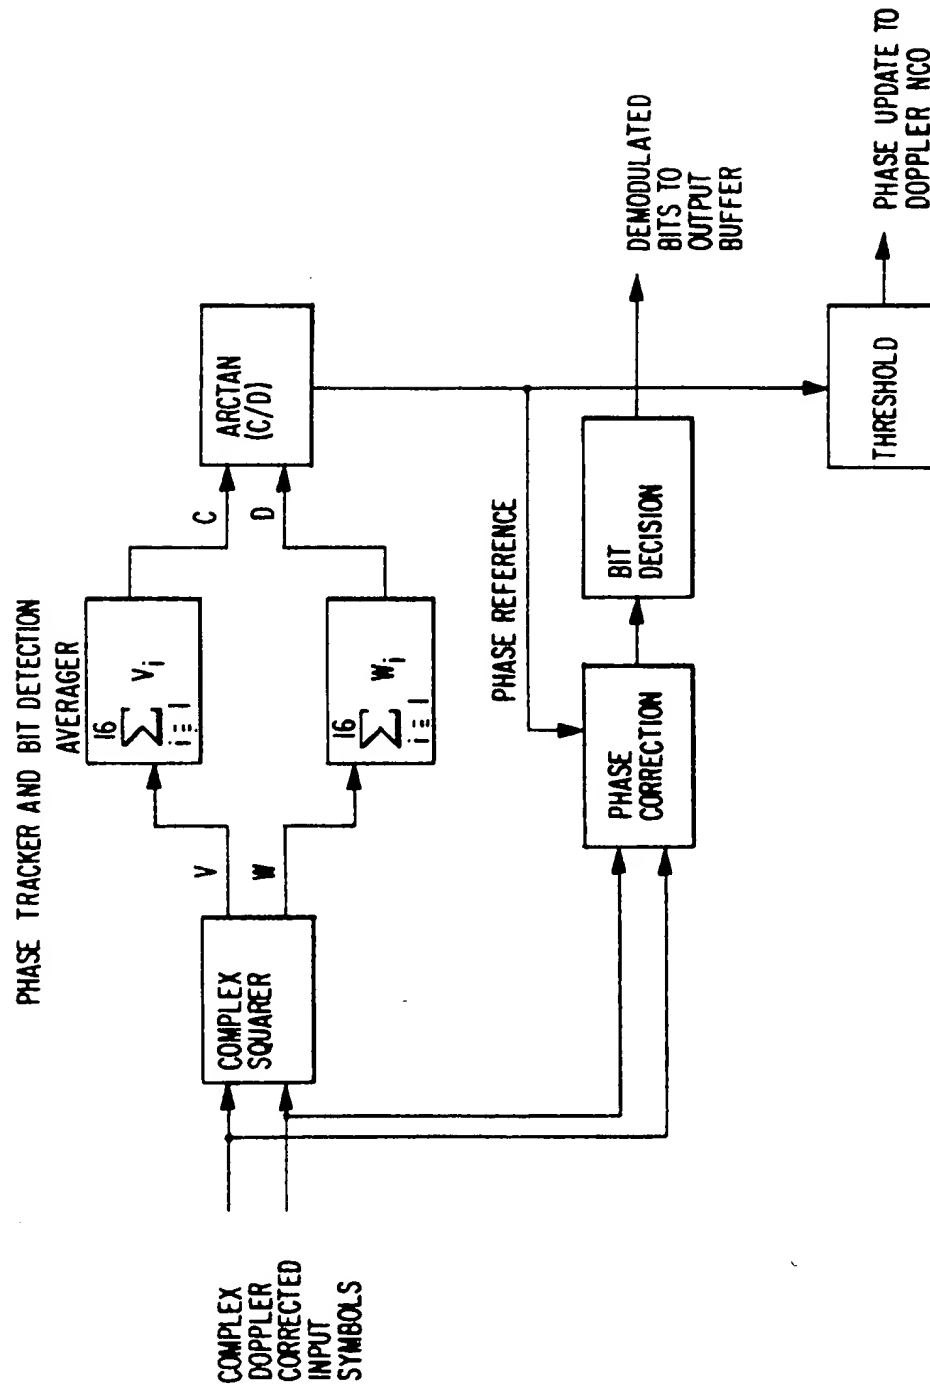 PHASE TRACKER AND BIT DETECTION
AVERAGER
COMPLEX
DOPPLER
CORRECTED
INPUT
SYMBOLS
COMPLEX
SQUARER
V
W
16
∑ Vi
i = 1
16
∑ Wi
i = 1
C
D
ARCTAN
(C/D)
PHASE REFERENCE
PHASE
CORRECTION
BIT
DECISION
DEMODULATED
BITS TO
OUTPUT
BUFFER
THRESHOLD
PHASE UPDATE TO
DOPPLER NCO